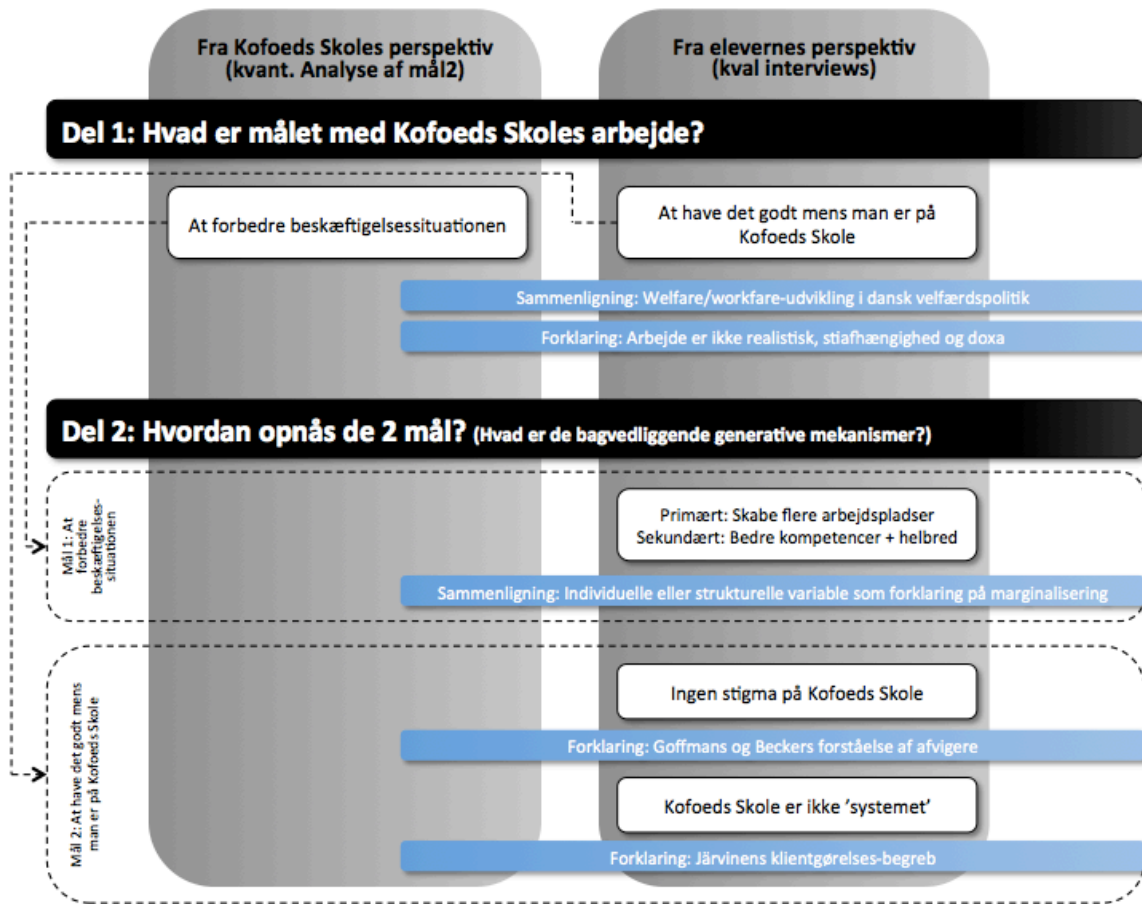 Fra Kofoeds Skoles perspektiv
(kvant. Analyse af mål2)
Fra elevernes perspektiv
(kval interviews)
Del 1: Hvad er målet med Kofoeds Skoles arbejde?
At forbedre beskæftigelsessituationen
At have det godt mens man er på
Kofoeds Skole
Sammenligning: Welfare/workfare-udvikling i dansk velfærdspolitik
Forklaring: Arbejde er ikke realistisk, stiafhængighed og doxa
Del 2: Hvordan opnås de 2 mål? (Hvad er de bagvedliggende generative mekanismer?)
Mål 1: At
forbedre
beskæftigelses-
situationen
Primært: Skabe flere arbejdspladser
Sekundært: Bedre kompetencer + helbred
Sammenligning: Individuelle eller strukturelle variable som forklaring på marginalisering
Mål 2: At have det godt mens
man er på Kofoeds Skole
Ingen stigma på Kofoeds Skole
Forklaring: Goffmans og Beckers forståelse af afvigere
Kofoeds Skole er ikke ’systemet’
Forklaring: Järvinens klientgørelses-begreb